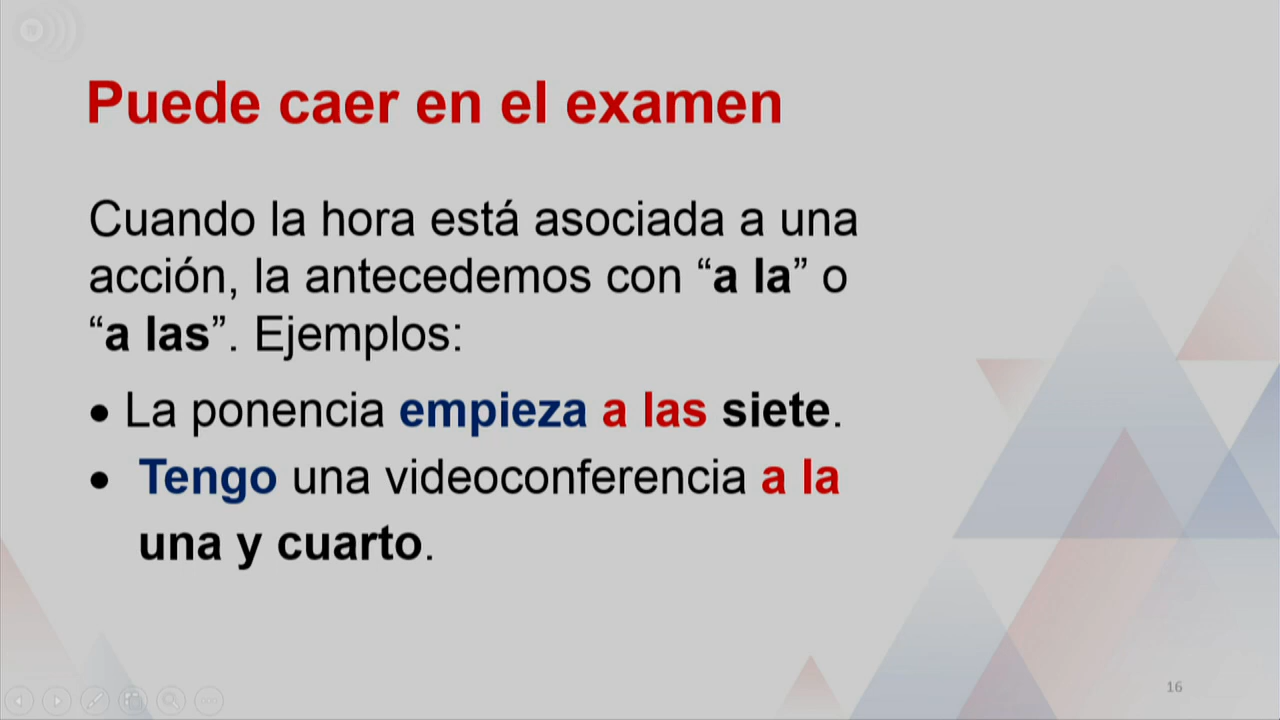 Puede caer en el examen
Cuando la hora está asociada a una
acción, la antecedemos con “a la” o
“a las”. Ejemplos:
• La ponencia empieza a las siete.
• Tengo una videoconferencia a la
una y cuarto.
16